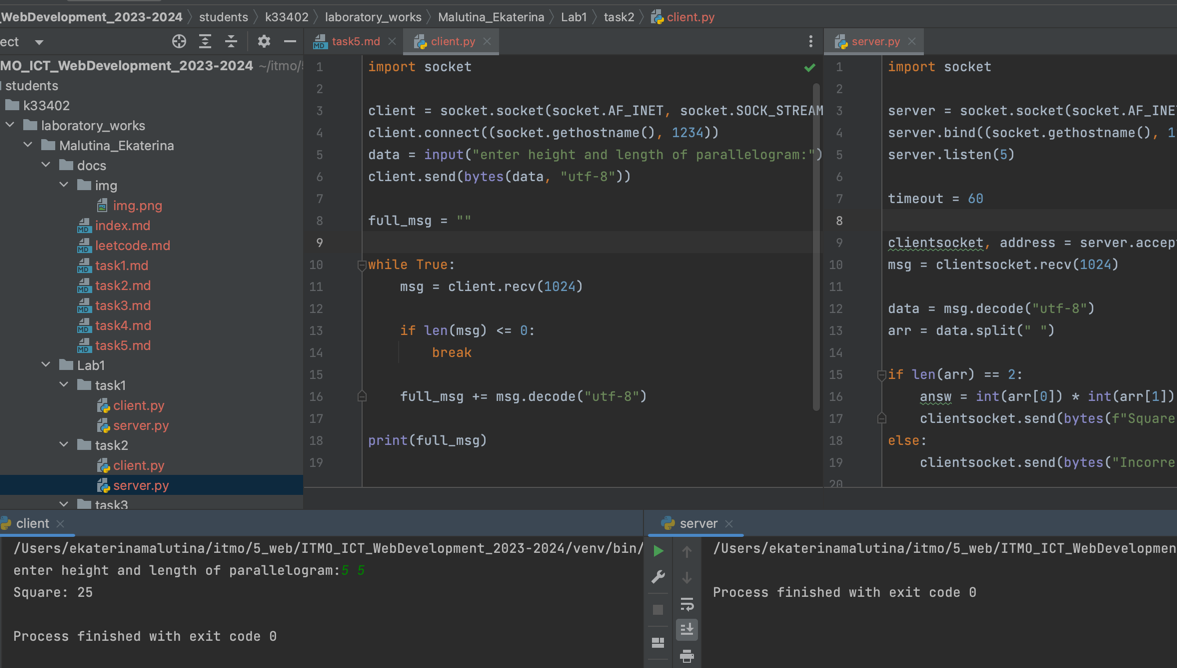 _WebDevelopment_2023-2024 〉 students 〉 k33402 〉 laboratory_works 〉 Malutina_Ekaterina 〉 Lab1 〉 task2 〉 client.py
ect
task5.md
client.py
server.py
MO_ICT_WebDevelopment_2023-2024 ~/itmo/5
students
k33402
laboratory_works
Malutina_Ekaterina
docs
img
img.png
index.md
leetcode.md
task1.md
task2.md
task3.md
task4.md
task5.md
Lab1
task1
client.py
server.py
task2
client.py
server.py
task3
1 import socket
2
3 client = socket.socket(socket.AF_INET, socket.SOCK_STREAM
4 client.connect((socket.gethostname(), 1234))
5 data = input("enter height and length of parallelogram:")
6 client.send(bytes(data, "utf-8"))
7
8 full_msg = ""
9
10 while True:
11 msg = client.recv(1024)
12
13 if len(msg) <= 0:
14 break
15
16 full_msg += msg.decode("utf-8")
17
18 print(full_msg)
19
1 import socket
2
3 server = socket.socket(socket.AF_INE
4 server.bind((socket.gethostname(), 1
5 server.listen(5)
6
7 timeout = 60
8
9 clientsocket, address = server.accep
10 msg = clientsocket.recv(1024)
11
12 data = msg.decode("utf-8")
13 arr = data.split(" ")
14
15 if len(arr) == 2:
16 answ = int(arr[0]) * int(arr[1])
17 clientsocket.send(bytes(f"Square
18 else:
19 clientsocket.send(bytes("Incorre
20
client
/Users/ekaterinamalutina/itmo/5_web/ITMO_ICT_WebDevelopment_2023-2024/venv/bin/
enter height and length of parallelogram:5 5
Square: 25
Process finished with exit code 0
server
/Users/ekaterinamalutina/itmo/5_web/ITMO_ICT_WebDevelopmen
Process finished with exit code 0